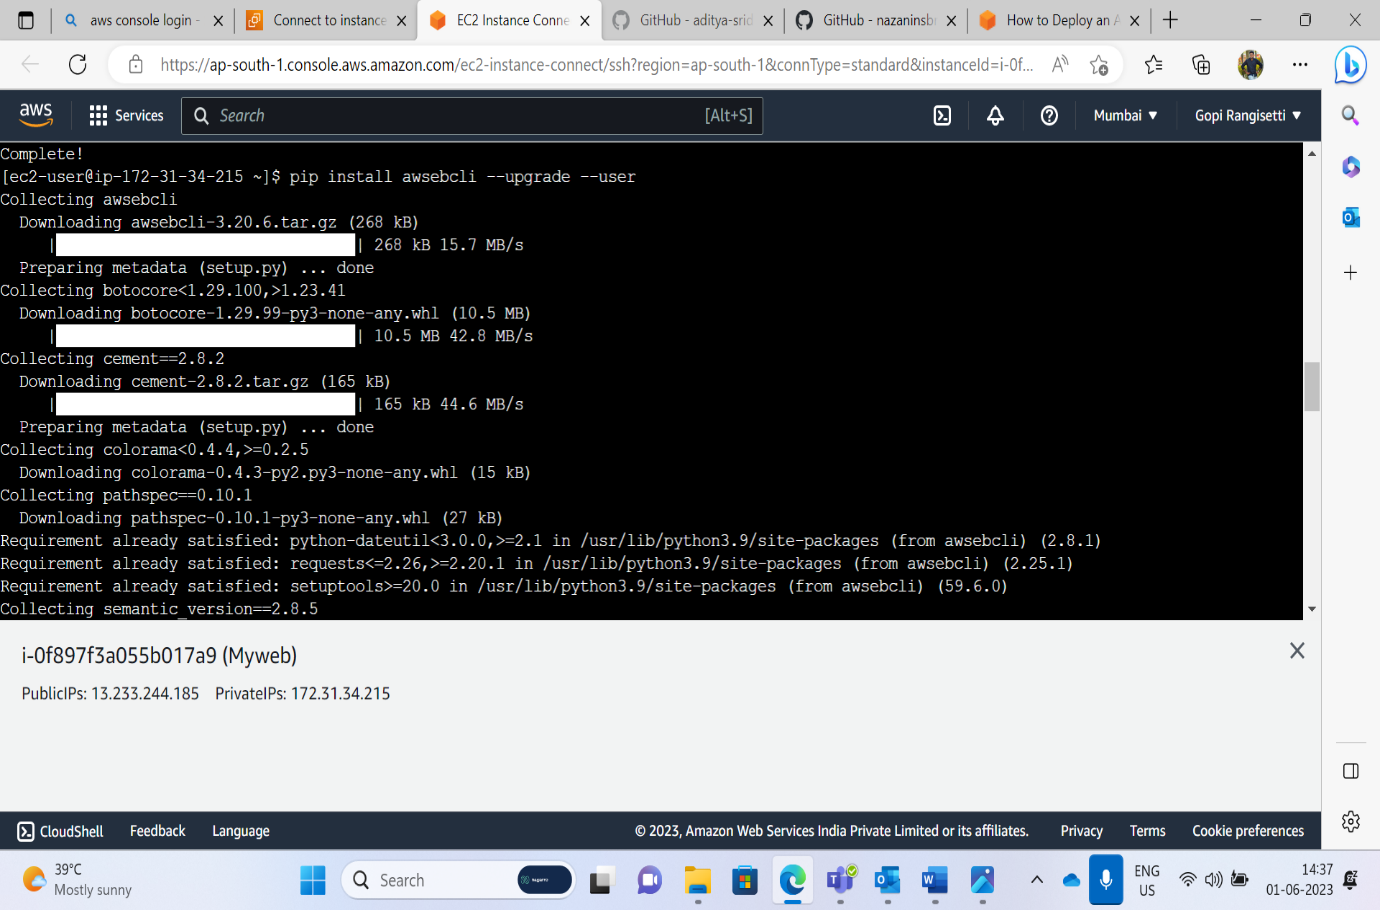 aws console login -
Connect to instance
EC2 Instance Conne
GitHub - aditya-srid
GitHub - nazaninsb
How to Deploy an A
https://ap-south-1.console.aws.amazon.com/ec2-instance-connect/ssh?region=ap-south-1&connType=standard&instanceId=i-0f...
aws
Services
Search
[Alt+S]
Mumbai
Gopi Rangisetti
Complete!
[ec2-user@ip-172-31-34-215 ~]$ pip install awsebcli --upgrade --user
Collecting awsebcli
Downloading awsebcli-3.20.6.tar.gz (268 kB)
| | 268 kB 15.7 MB/s
Preparing metadata (setup.py) ... done
Collecting botocore<1.29.100,>1.23.41
Downloading botocore-1.29.99-py3-none-any.whl (10.5 MB)
| | 10.5 MB 42.8 MB/s
Collecting cement==2.8.2
Downloading cement-2.8.2.tar.gz (165 kB)
| | 165 kB 44.6 MB/s
Preparing metadata (setup.py) ... done
Collecting colorama<0.4.4,>=0.2.5
Downloading colorama-0.4.3-py2.py3-none-any.whl (15 kB)
Collecting pathspec==0.10.1
Downloading pathspec-0.10.1-py3-none-any.whl (27 kB)
Requirement already satisfied: python-dateutil<3.0.0,>=2.1 in /usr/lib/python3.9/site-packages (from awsebcli) (2.8.1)
Requirement already satisfied: requests<=2.26,>=2.20.1 in /usr/lib/python3.9/site-packages (from awsebcli) (2.25.1)
Requirement already satisfied: setuptools>=20.0 in /usr/lib/python3.9/site-packages (from awsebcli) (59.6.0)
Collecting semantic_version==2.8.5
i-0f897f3a055b017a9 (Myweb)
PublicIPs: 13.233.244.185 PrivateIPs: 172.31.34.215
CloudShell
Feedback
Language
© 2023, Amazon Web Services India Private Limited or its affiliates.
Privacy
Terms
Cookie preferences
39°C
Mostly sunny
Search
ENG
US
14:37
01-06-2023